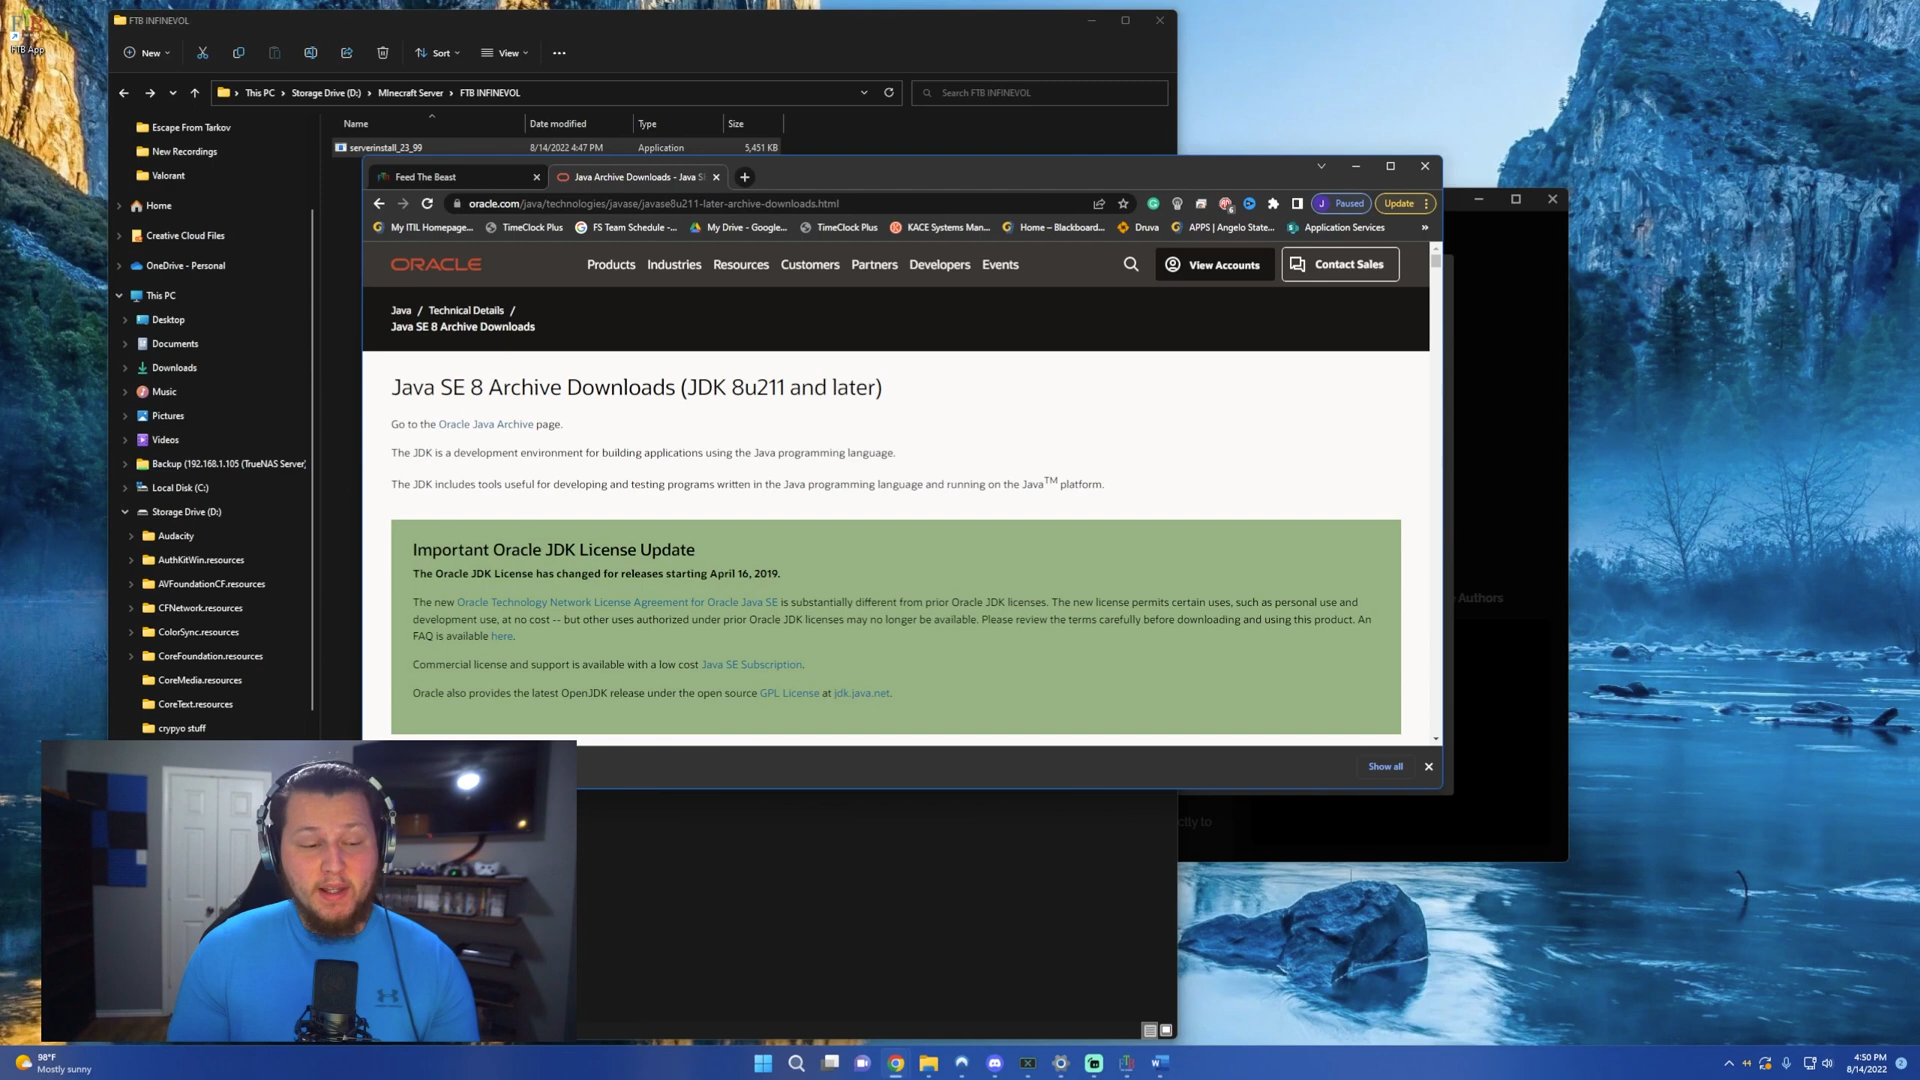 FTB App
FTB INFINEVOL
New
Sort
View
This PC > Storage Drive (D:) > MInecraft Server > FTB INFINEVOL
Search FTB INFINEVOL
Name
Date modified
Type
Size
serverinstall_23_99
8/14/2022 4:47 PM
Application
5,451 KB
Escape From Tarkov
New Recordings
Valorant
Home
Creative Cloud Files
OneDrive - Personal
This PC
Desktop
Documents
Downloads
Music
Pictures
Videos
Backup (192.168.1.105 (TrueNAS Server)
Local Disk (C:)
Storage Drive (D:)
Audacity
AuthKitWin.resources
AVFoundationCF.resources
CFNetwork.resources
ColorSync.resources
CoreFoundation.resources
CoreMedia.resources
CoreText.resources
crypyo stuff
Feed The Beast
Java Archive Downloads - Java S
oracle.com/java/technologies/javase/javase8u211-later-archive-downloads.html
6
J Paused
Update
My ITIL Homepage...
TimeClock Plus
FS Team Schedule -...
My Drive - Google...
TimeClock Plus
KACE Systems Man...
Home – Blackboard...
Druva
APPS | Angelo State...
Application Services
»
ORACLE
Products
Industries
Resources
Customers
Partners
Developers
Events
View Accounts
Contact Sales
Java / Technical Details /
Java SE 8 Archive Downloads
Java SE 8 Archive Downloads (JDK 8u211 and later)
Go to the Oracle Java Archive page.
The JDK is a development environment for building applications using the Java programming language.
The JDK includes tools useful for developing and testing programs written in the Java programming language and running on the Java™ platform.
Important Oracle JDK License Update
The Oracle JDK License has changed for releases starting April 16, 2019.
The new Oracle Technology Network License Agreement for Oracle Java SE is substantially different from prior Oracle JDK licenses. The new license permits certain uses, such as personal use and
development use, at no cost -- but other uses authorized under prior Oracle JDK licenses may no longer be available. Please review the terms carefully before downloading and using this product. An
FAQ is available here.
Commercial license and support is available with a low cost Java SE Subscription.
Oracle also provides the latest OpenJDK release under the open source GPL License at jdk.java.net.
Show all
Authors
ctly to
98°F
Mostly sunny
44
4:50 PM
8/14/2022
2